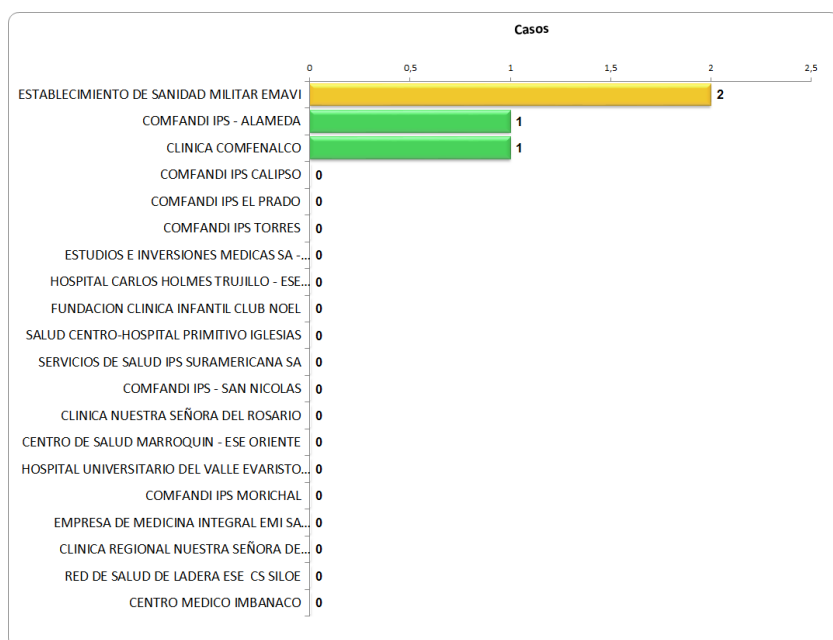 Casos
0 0,5 1 1,5 2 2,5
ESTABLECIMIENTO DE SANIDAD MILITAR EMAVI 2
COMFANDI IPS - ALAMEDA 1
CLINICA COMFENALCO 1
COMFANDI IPS CALIPSO 0
COMFANDI IPS EL PRADO 0
COMFANDI IPS TORRES 0
ESTUDIOS E INVERSIONES MEDICAS SA -... 0
HOSPITAL CARLOS HOLMES TRUJILLO - ESE... 0
FUNDACION CLINICA INFANTIL CLUB NOEL 0
SALUD CENTRO-HOSPITAL PRIMITIVO IGLESIAS 0
SERVICIOS DE SALUD IPS SURAMERICANA SA 0
COMFANDI IPS - SAN NICOLAS 0
CLINICA NUESTRA SEÑORA DEL ROSARIO 0
CENTRO DE SALUD MARROQUIN - ESE ORIENTE 0
HOSPITAL UNIVERSITARIO DEL VALLE EVARISTO... 0
COMFANDI IPS MORICHAL 0
EMPRESA DE MEDICINA INTEGRAL EMI SA... 0
CLINICA REGIONAL NUESTRA SEÑORA DE... 0
RED DE SALUD DE LADERA ESE  CS SILOE 0
CENTRO MEDICO IMBANACO 0